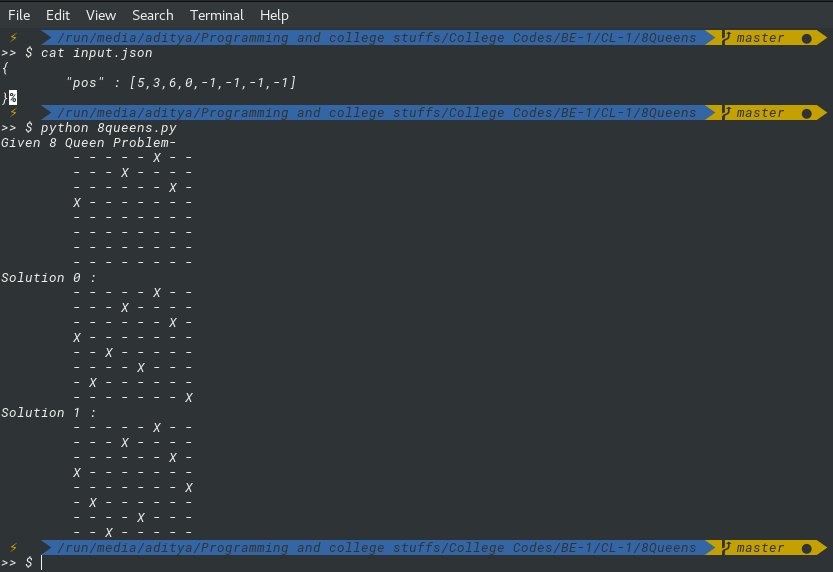 File Edit View Search Terminal Help
⚡ /run/media/aditya/Programming and college stuffs/College Codes/BE-1/CL-1/8Queens master ●
>> $ cat input.json
{
"pos" : [5,3,6,0,-1,-1,-1,-1]
}%
⚡ /run/media/aditya/Programming and college stuffs/College Codes/BE-1/CL-1/8Queens master ●
>> $ python 8queens.py
Given 8 Queen Problem-
- - - - - X - -
- - - X - - - -
- - - - - - X -
X - - - - - - -
- - - - - - - -
- - - - - - - -
- - - - - - - -
- - - - - - - -
Solution 0 :
- - - - - X - -
- - - X - - - -
- - - - - - X -
X - - - - - - -
- - X - - - - -
- - - - X - - -
- X - - - - - -
- - - - - - - X
Solution 1 :
- - - - - X - -
- - - X - - - -
- - - - - - X -
X - - - - - - -
- - - - - - - X
- X - - - - - -
- - - - X - - -
- - X - - - - -
⚡ /run/media/aditya/Programming and college stuffs/College Codes/BE-1/CL-1/8Queens master ●
>> $